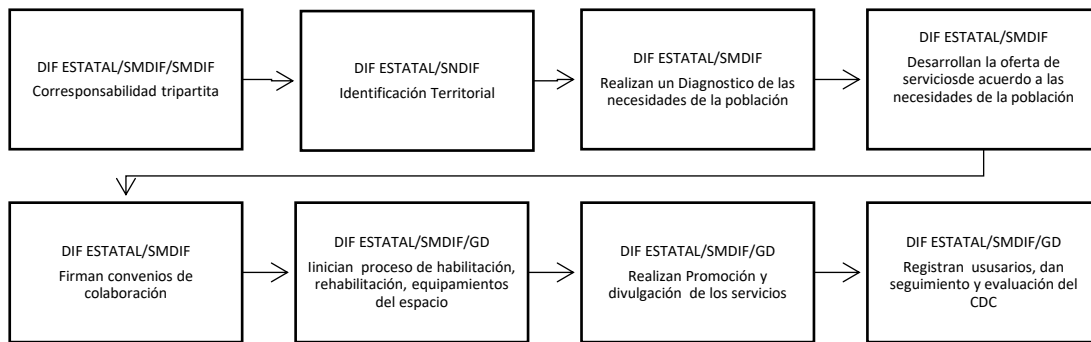 DIF ESTATAL/SMDIF/SMDIF
Corresponsabilidad tripartita
DIF ESTATAL/SNDIF
Identificación Territorial
DIF ESTATAL/SMDIF
Realizan un Diagnostico de las
necesidades de la población
DIF ESTATAL/SMDIF
Desarrollan la oferta de
serviciosde acuerdo a las
necesidades de la población
DIF ESTATAL/SMDIF
Firman convenios de
colaboración
DIF ESTATAL/SMDIF/GD
Iinician proceso de habilitación,
rehabilitación, equipamientos
del espacio
DIF ESTATAL/SMDIF/GD
Realizan Promoción y
divulgación de los servicios
DIF ESTATAL/SMDIF/GD
Registran ususarios, dan
seguimiento y evaluación del
CDC